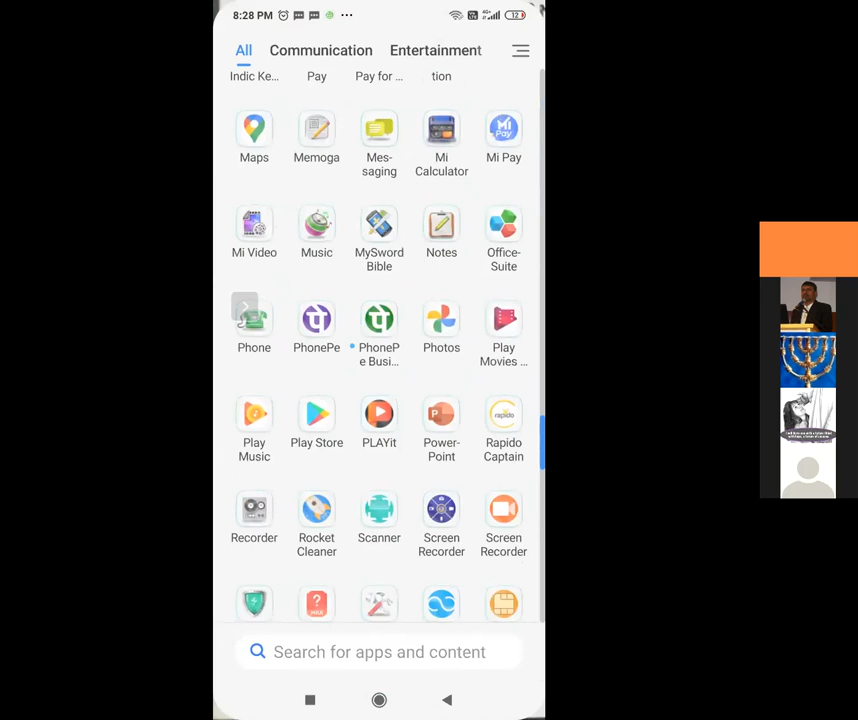 8:28 PM
12
All Communication Entertainment
Indic Ke... Pay Pay for ... tion
Maps Memoga Mes- Mi Mi Pay
saging Calculator
Mi Video Music MySword Notes Office-
Bible Suite
Phone PhonePe PhoneP Photos Play
e Busi... Movies ...
Play Play Store PLAYit Power- Rapido
Music Point Captain
Recorder Rocket Scanner Screen Screen
Cleaner Recorder Recorder
Search for apps and content